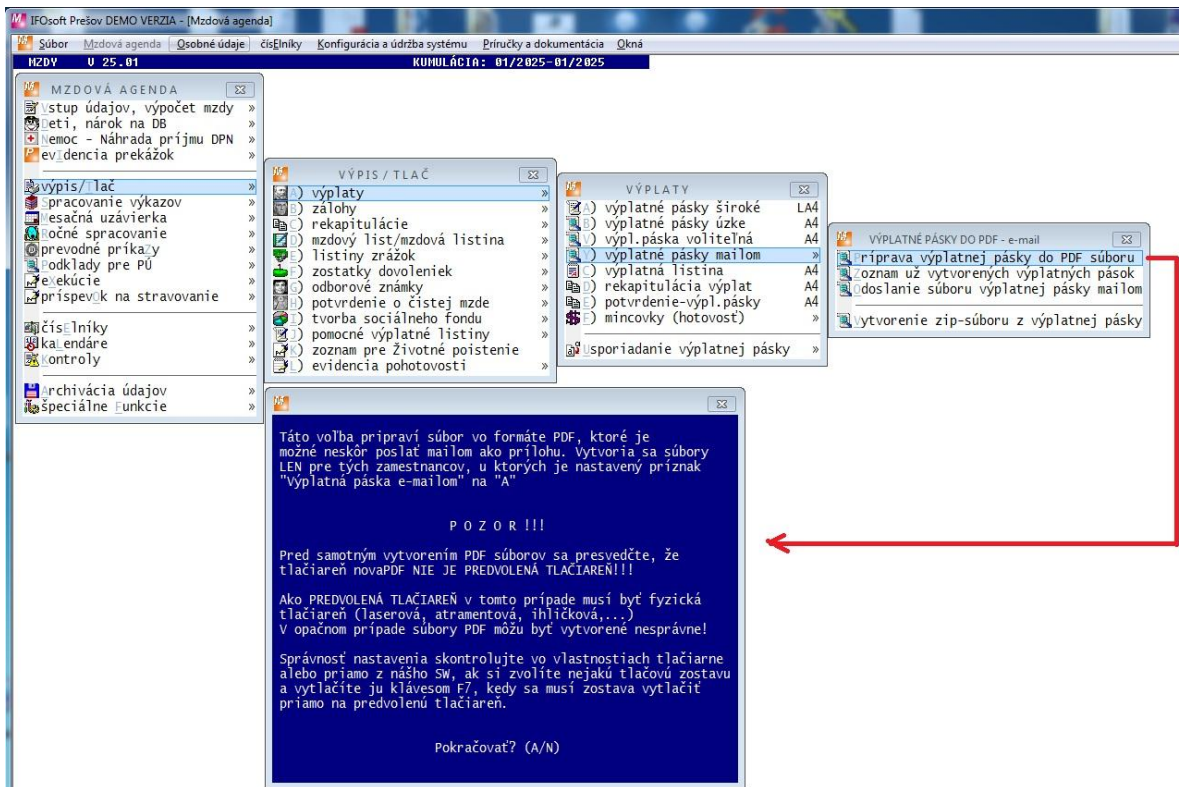 IFOsoft Prešov DEMO VERZIA - [Mzdová agenda]
Súbor Mzdová agenda Osobné údaje čísElníky Konfigurácia a údržba systému Príručky a dokumentácia Okná
MZDY V 25.01 KUMULÁCIA: 01/2025-01/2025
MZDOVÁ AGENDA
Vstup údajov, výpočet mzdy »
Deti, nárok na DB »
Nemoc - Náhrada príjmu DPN »
evIdencia prekážok »
výpis/Tlač »
Spracovanie výkazov »
Mesačná uzávierka »
Ročné spracovanie »
prevodné príkaZy »
Podklady pre PÚ »
eXekúcie »
príspevOk na stravovanie »
čísElníky »
kaLendáre »
Kontroly »
Archivácia údajov »
špeciálne Funkcie »
VÝPIS / TLAČ
A) výplaty »
B) zálohy »
C) rekapitulácie »
D) mzdový list/mzdová listina »
E) listiny zrážok »
F) zostatky dovoleniek »
G) odborové známky »
H) potvrdenie o čistej mzde »
I) tvorba sociálneho fondu »
J) pomocné výplatné listiny »
K) zoznam pre Životné poistenie
L) evidencia pohotovosti »
VÝPLATY
A) výplatné pásky široké LA4
B) výplatné pásky úzke A4
V) výpl.páska voliteľná A4
Y) výplatné pásky mailom »
C) výplatná listina A4
D) rekapitulácia výplat A4
E) potvrdenie-výpl.pásky A4
F) mincovky (hotovosť) »
Usporiadanie výplatnej pásky »
VÝPLATNÉ PÁSKY DO PDF - e-mail
Príprava výplatnej pásky do PDF súboru
Zoznam už vytvorených výplatných pások
Odoslanie súboru výplatnej pásky mailom
Vytvorenie zip-súboru z výplatnej pásky
Táto voľba pripraví súbor vo formáte PDF, ktoré je
možné neskôr poslať mailom ako prílohu. Vytvoria sa súbory
LEN pre tých zamestnancov, u ktorých je nastavený príznak
"Výplatná páska e-mailom" na "A"
P O Z O R !!!
Pred samotným vytvorením PDF súborov sa presvedčte, že
tlačiareň novaPDF NIE JE PREDVOLENÁ TLAČIAREŇ!!!
Ako PREDVOLENÁ TLAČIAREŇ v tomto prípade musí byť fyzická
tlačiareň (laserová, atramentová, ihličková,...)
V opačnom prípade súbory PDF môžu byť vytvorené nesprávne!
Správnosť nastavenia skontrolujte vo vlastnostiach tlačiarne
alebo priamo z nášho SW, ak si zvolíte nejakú tlačovú zostavu
a vytlačíte ju klávesom F7, kedy sa musí zostava vytlačiť
priamo na predvolenú tlačiareň.
Pokračovať? (A/N)